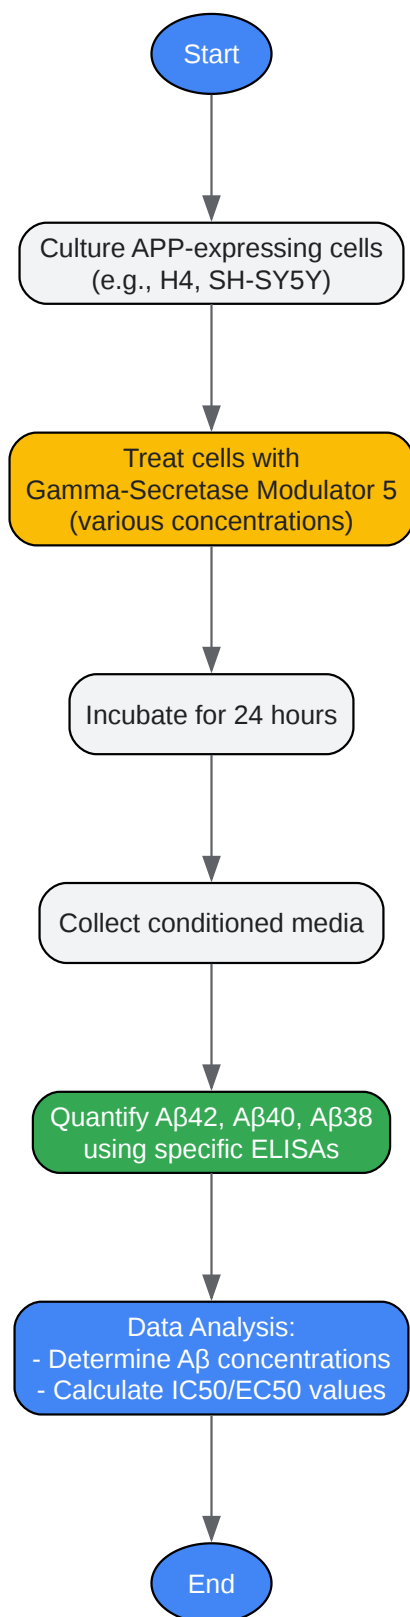 Start
Culture APP-expressing cells
(e.g., H4, SH-SY5Y)
Treat cells with
Gamma-Secretase Modulator 5
(various concentrations)
Incubate for 24 hours
Collect conditioned media
Quantify Aβ42, Aβ40, Aβ38
using specific ELISAs
Data Analysis:
- Determine Aβ concentrations
- Calculate IC50/EC50 values
End